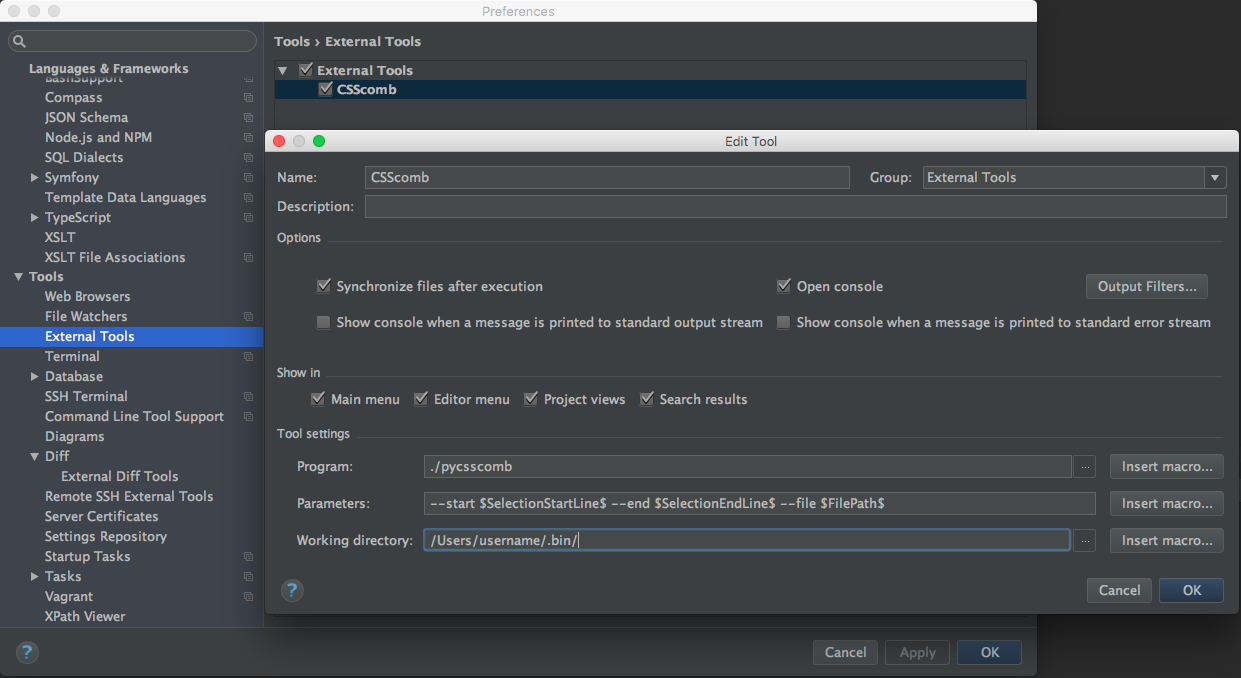 Preferences
Tools › External Tools
Languages & Frameworks
BashSupport
Compass
JSON Schema
Node.js and NPM
SQL Dialects
Symfony
Template Data Languages
TypeScript
XSLT
XSLT File Associations
Tools
Web Browsers
File Watchers
External Tools
Terminal
Database
SSH Terminal
Command Line Tool Support
Diagrams
Diff
External Diff Tools
Remote SSH External Tools
Server Certificates
Settings Repository
Startup Tasks
Tasks
Vagrant
XPath Viewer
External Tools
CSScomb
Edit Tool
Name: CSScomb Group: External Tools
Description:
Options
Synchronize files after execution Open console Output Filters...
Show console when a message is printed to standard output stream Show console when a message is printed to standard error stream
Show in
Main menu Editor menu Project views Search results
Tool settings
Program: ./pycsscomb ... Insert macro...
Parameters: --start $SelectionStartLine$ --end $SelectionEndLine$ --file $FilePath$ Insert macro...
Working directory: /Users/username/.bin/ ... Insert macro...
? Cancel OK
? Cancel Apply OK